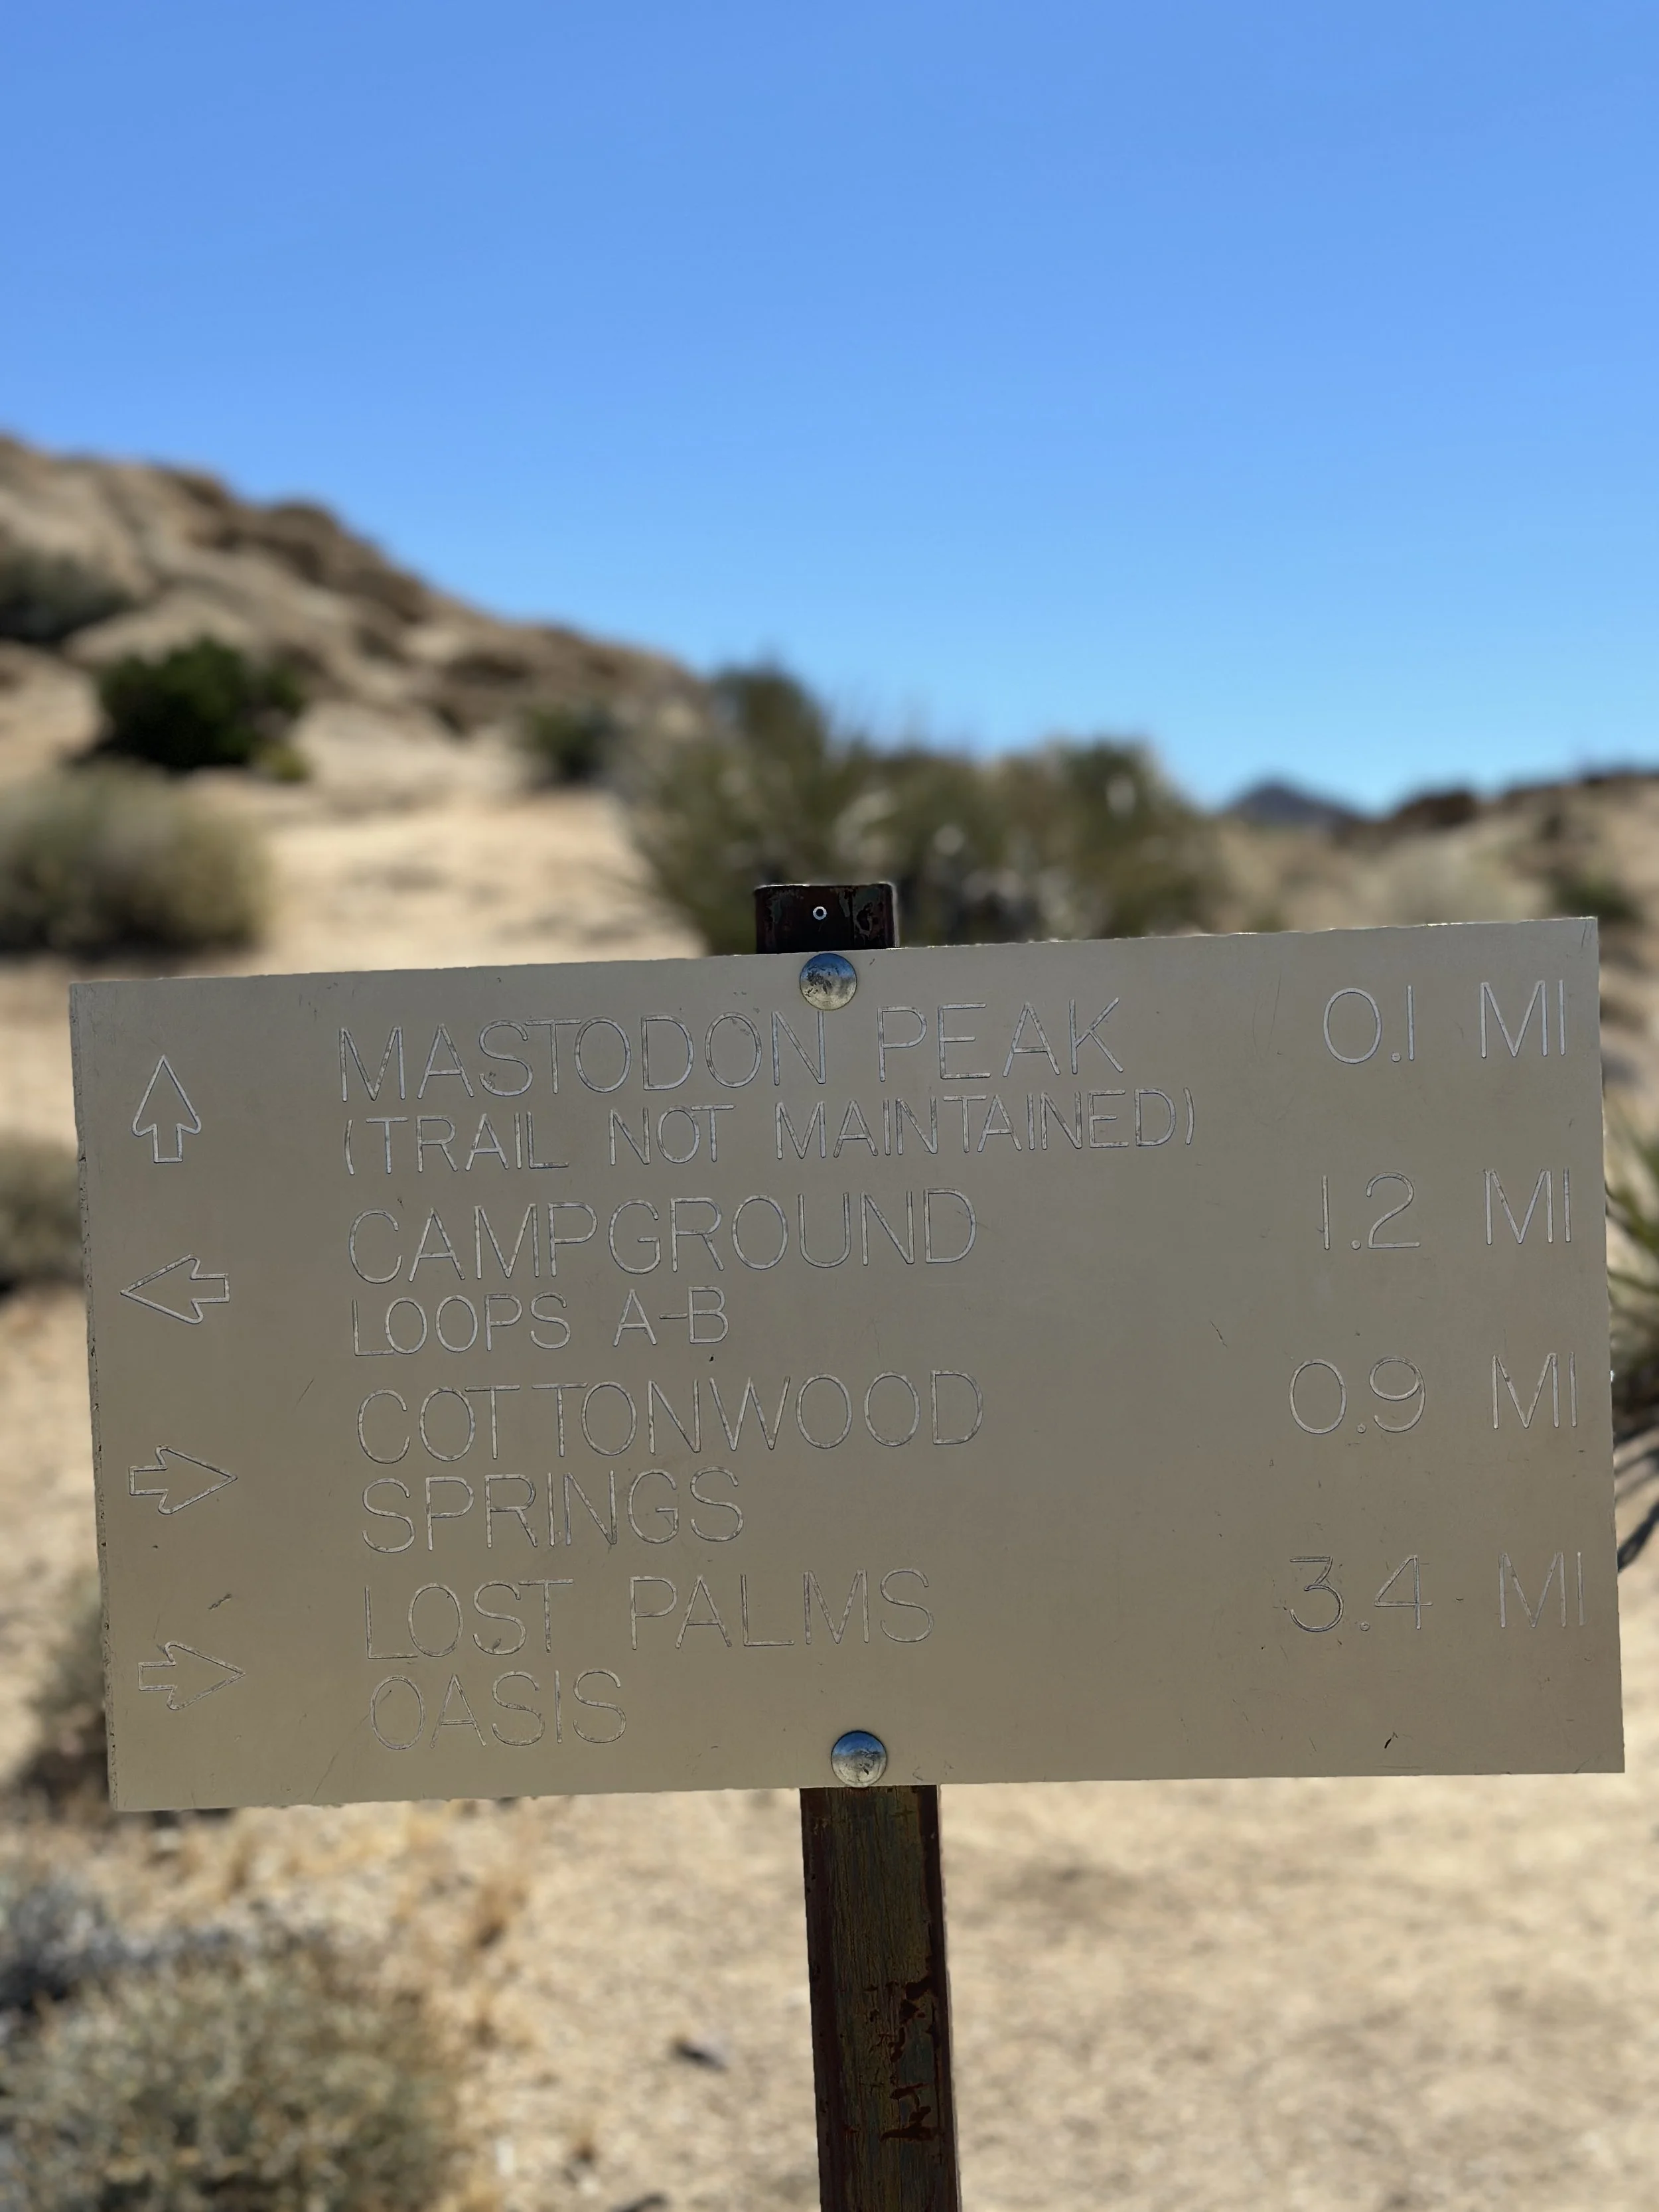 MASTODON PEAK 0.1 MI
(TRAIL NOT MAINTAINED)
CAMPGROUND 1.2 MI
LOOPS A-B
COTTONWOOD 0.9 MI
SPRINGS
LOST PALMS 3.4 MI
OASIS